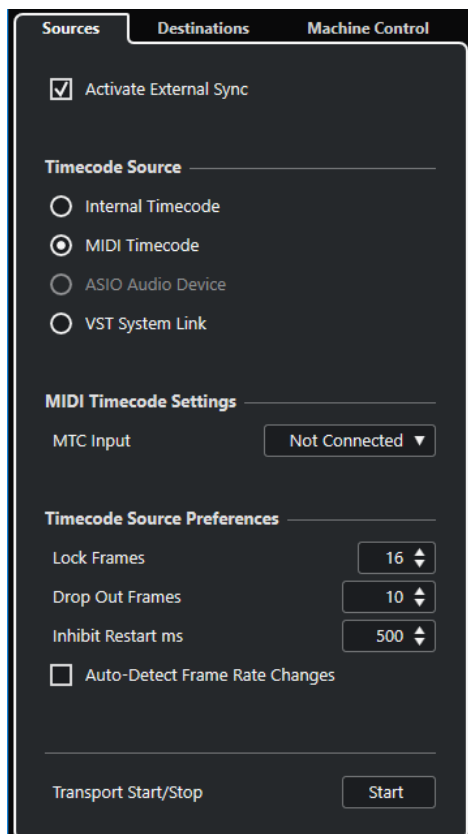 Sources Destinations Machine Control
Activate External Sync
Timecode Source
Internal Timecode
MIDI Timecode
ASIO Audio Device
VST System Link
MIDI Timecode Settings
MTC Input Not Connected
Timecode Source Preferences
Lock Frames 16
Drop Out Frames 10
Inhibit Restart ms 500
Auto-Detect Frame Rate Changes
Transport Start/Stop Start